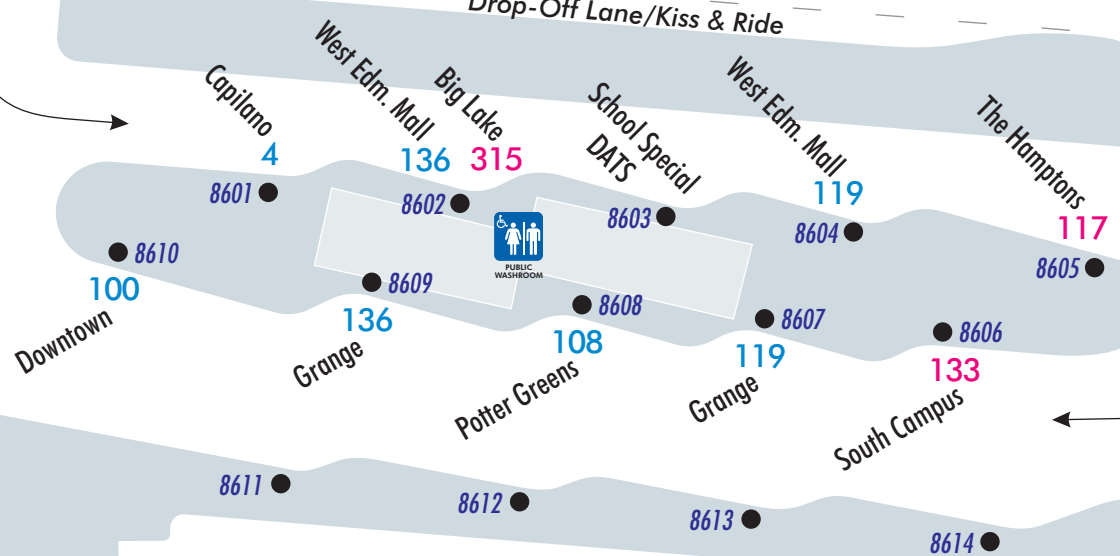 Drop-Off Lane/Kiss & Ride
Capilano
4
8601
West Edm. Mall
136
Big Lake
315
8602
School Special
DATS
8603
West Edm. Mall
119
8604
The Hamptons
117
8605
PUBLIC
WASHROOM
8610
100
Downtown
8609
136
Grange
8608
108
Potter Greens
8607
119
Grange
8606
133
South Campus
8611
8612
8613
8614